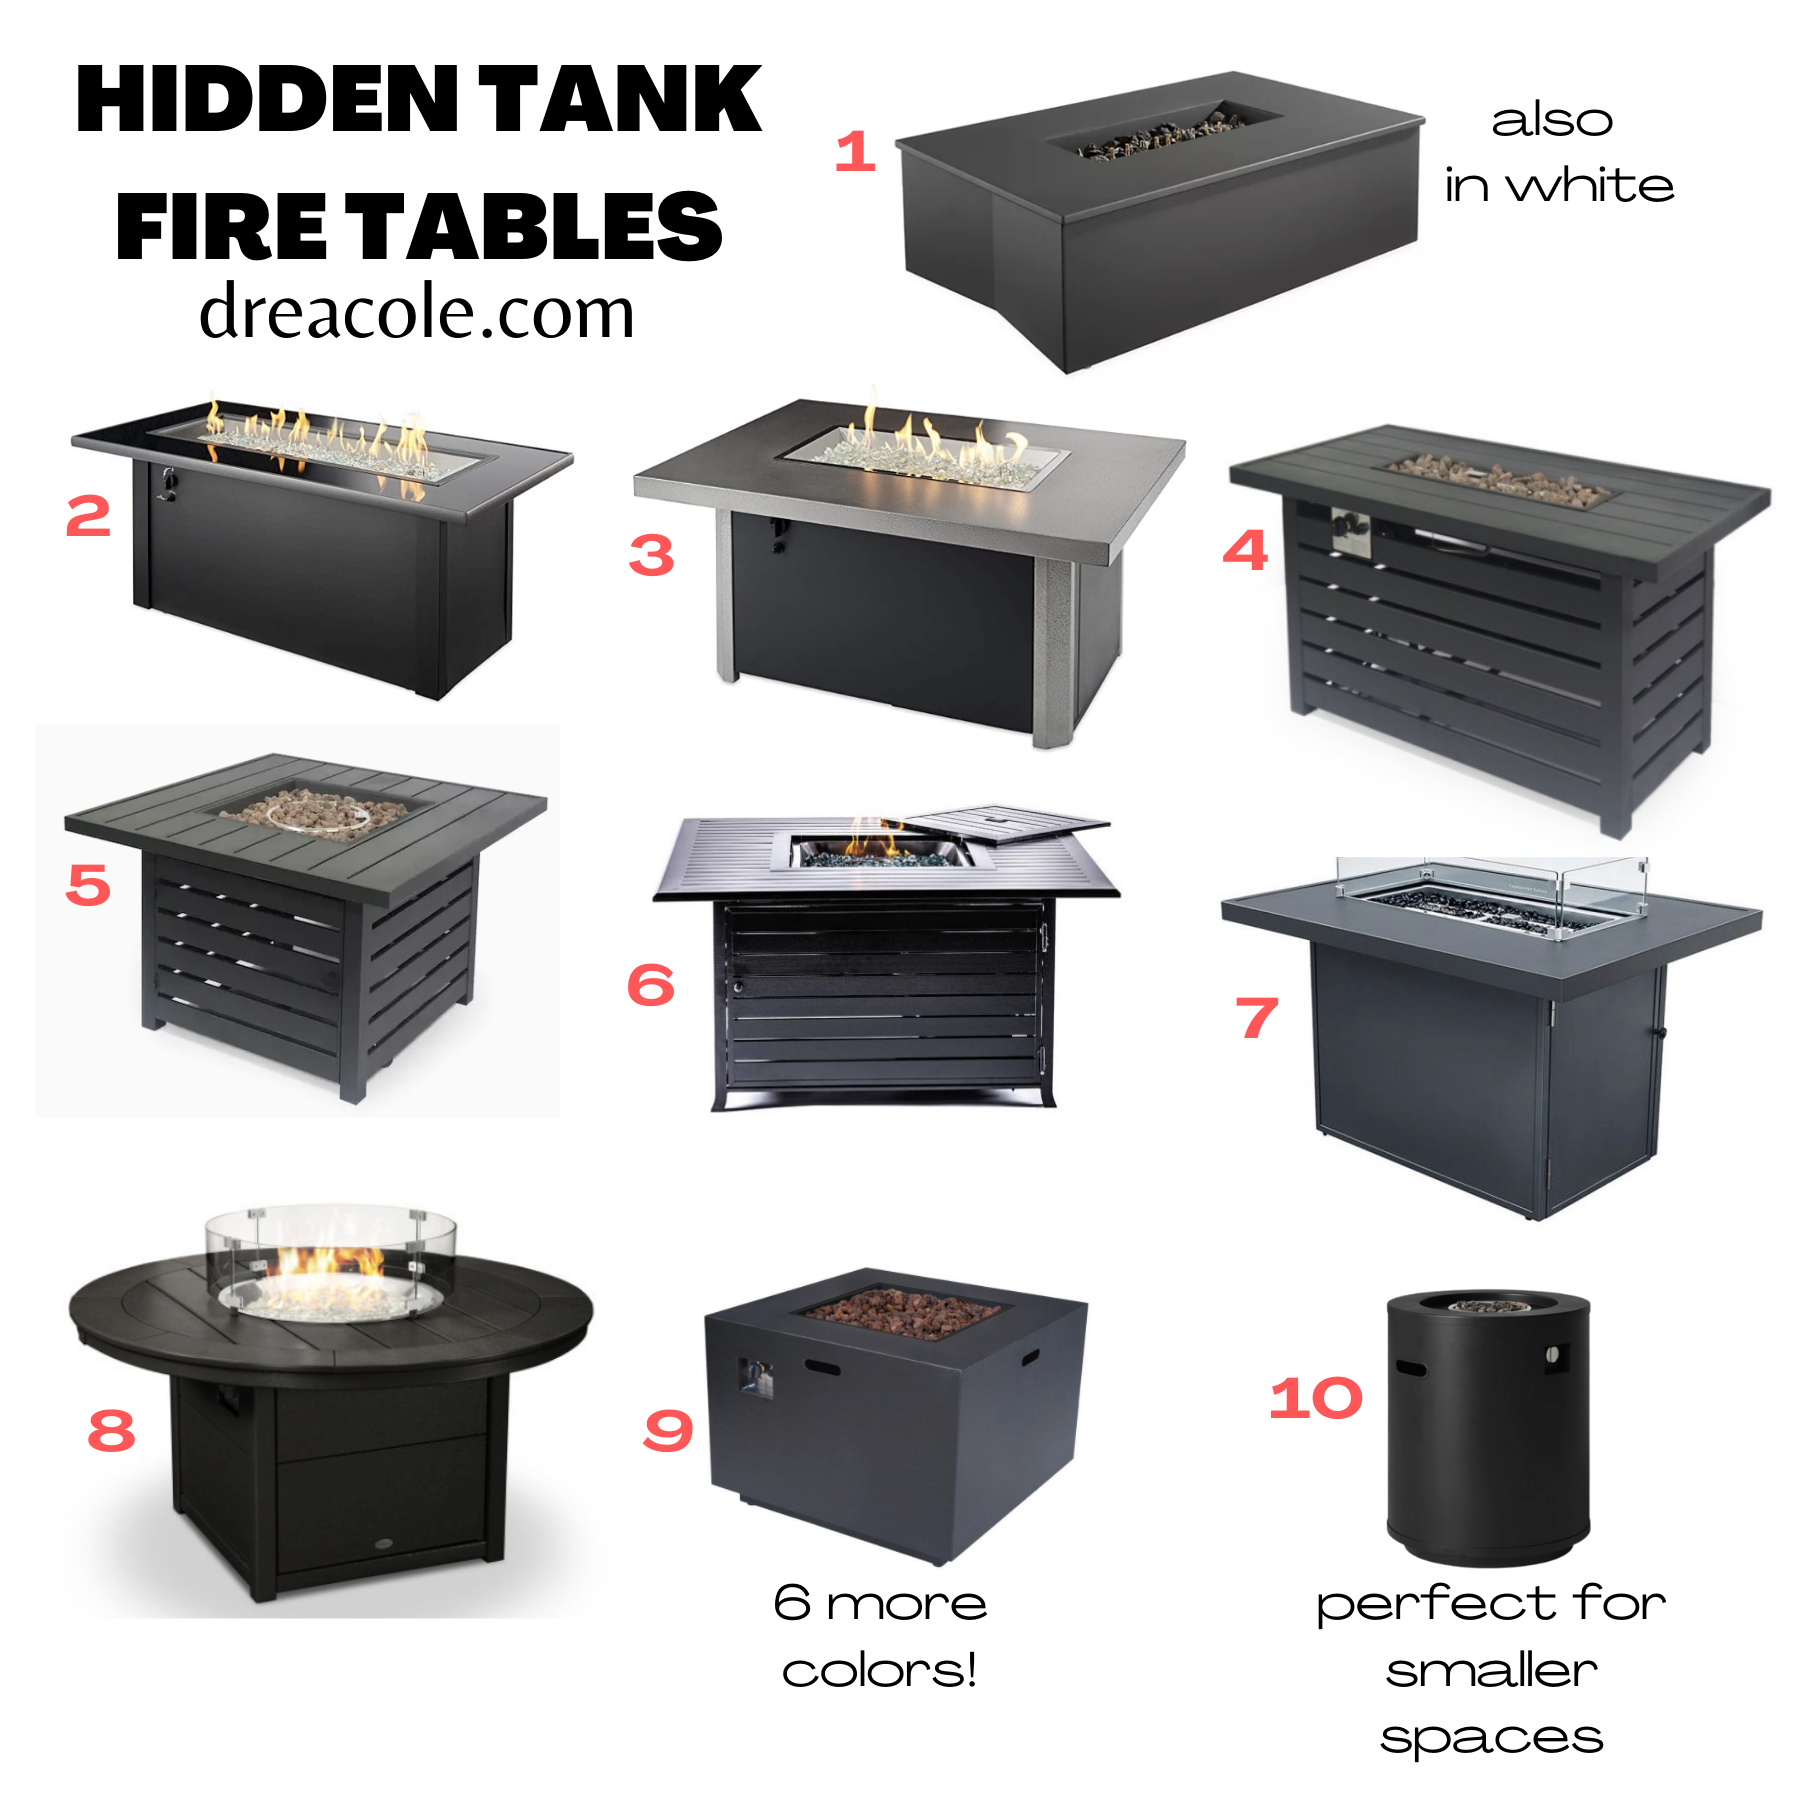 HIDDEN TANK
FIRE TABLES
dreacole.com
1
also
in white
2
3
4
5
6
7
8
9
6 more
colors!
10
perfect for
smaller
spaces